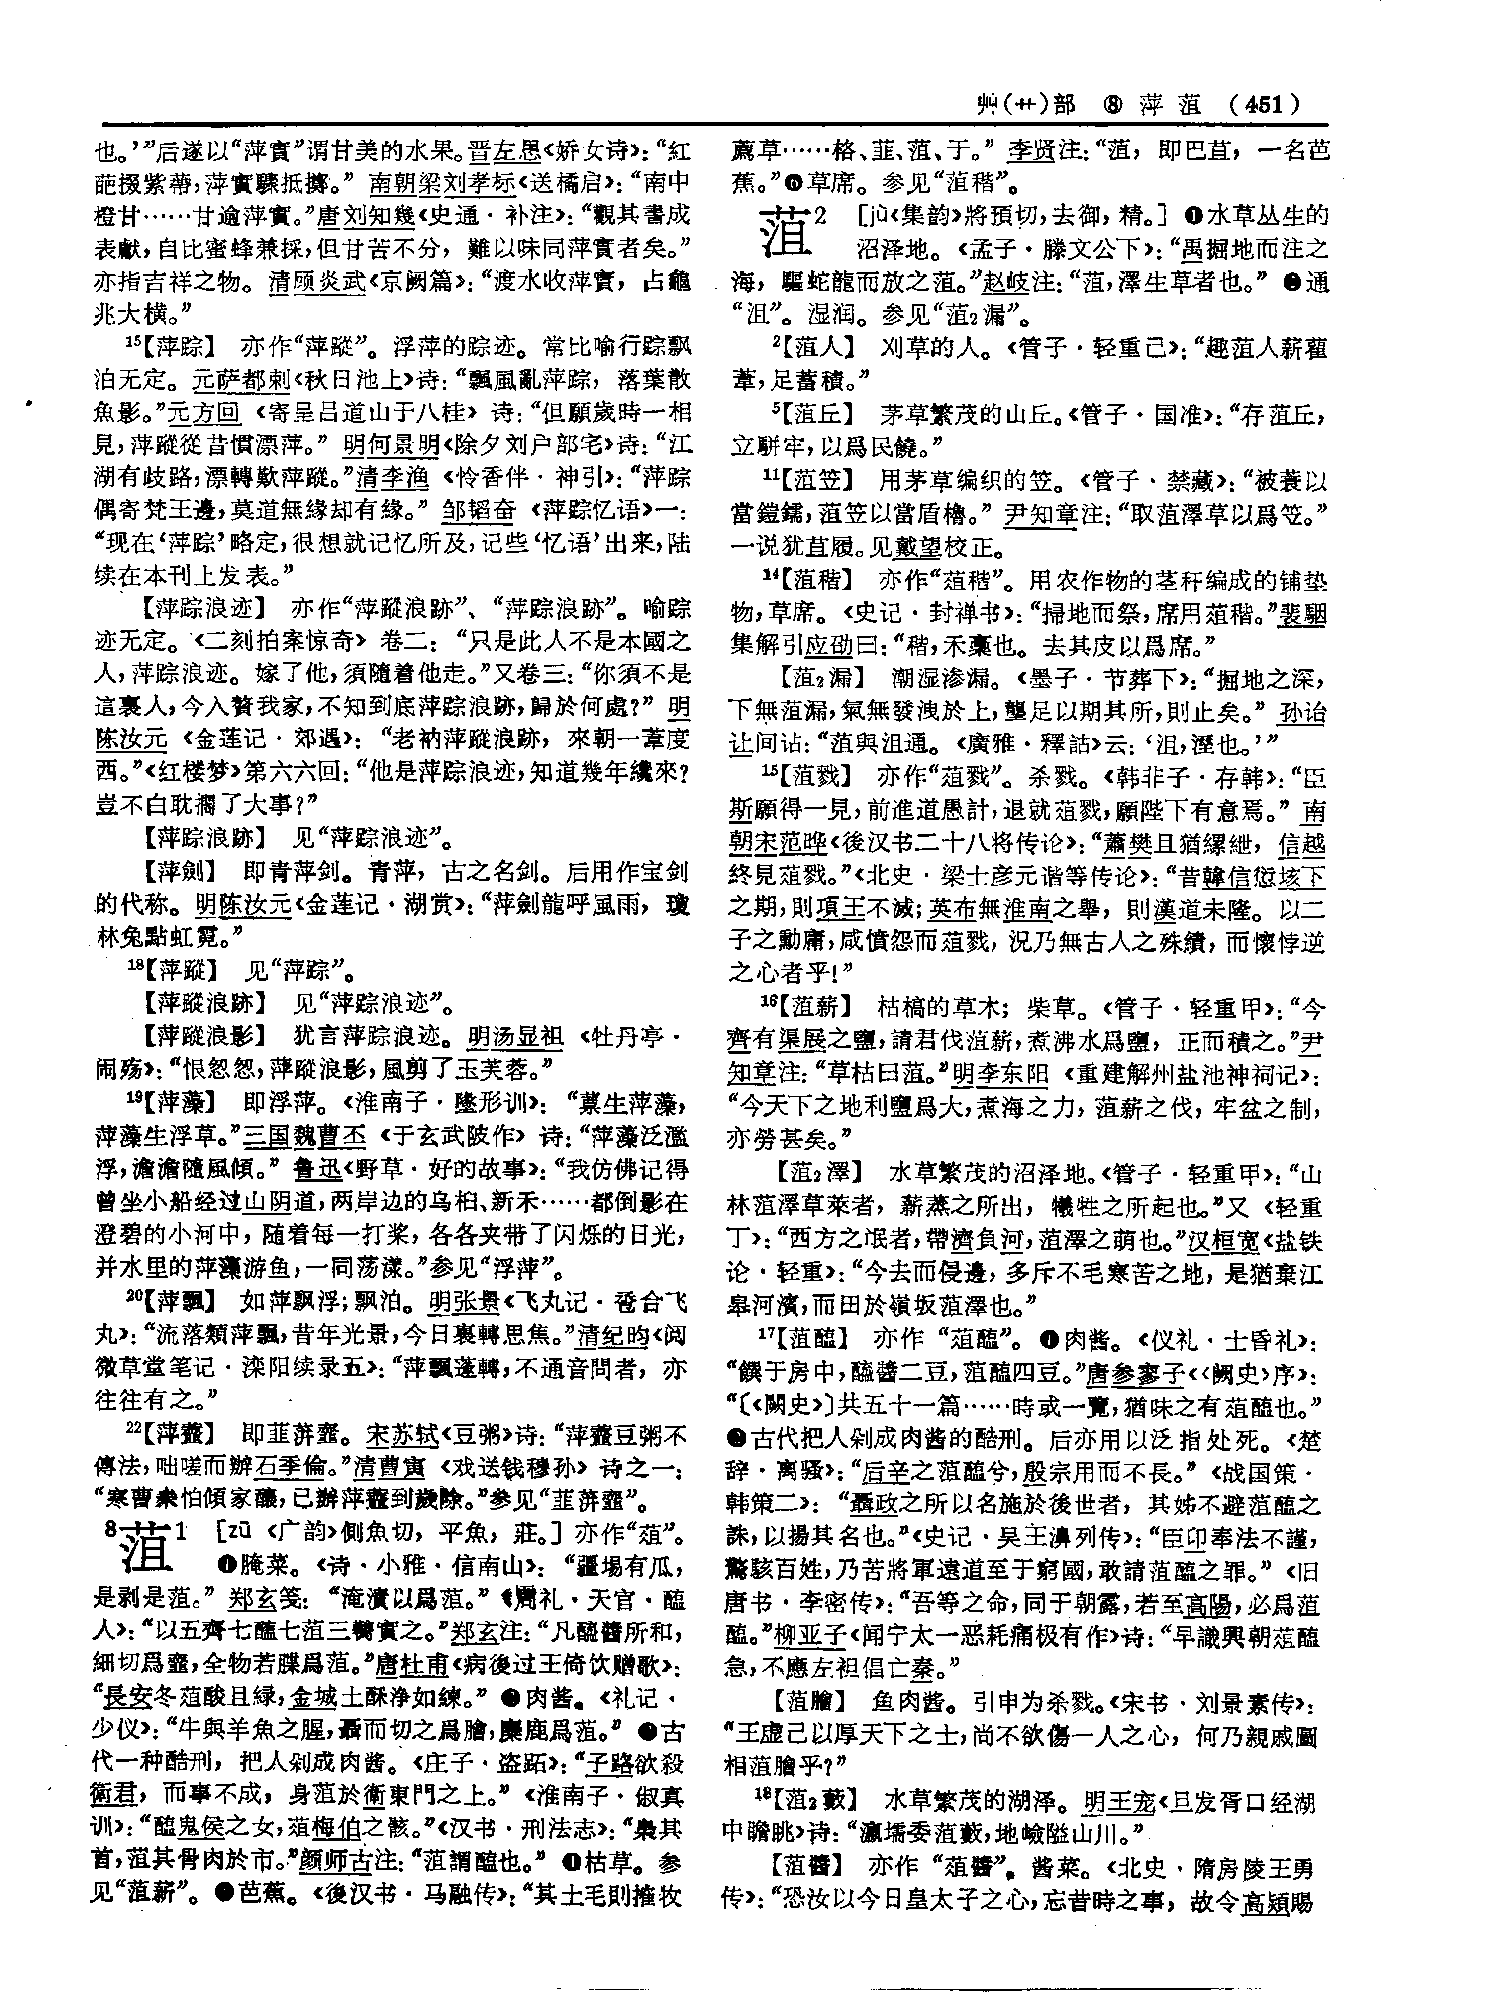 艸(艹)部 ⑧ 萍 菹 (451)
也。’”后遂以“萍實”谓甘美的水果。晋左思《娇女诗》：“紅
葩掇紫蔕，萍實驟抵擲。” 南朝梁刘孝标《送橘启》：“南中
橙甘……甘逾萍實。”唐刘知幾《史通·补注》：“觀其書成
表獻，自比蜜蜂兼採，但甘苦不分，難以味同萍實者矣。”
亦指吉祥之物。清顾炎武《京阙篇》：“渡水收萍實，占龜
兆大横。”
15【萍踪】 亦作“萍蹤”。浮萍的踪迹。常比喻行踪飘
泊无定。元萨都剌《秋日池上》诗：“飄風亂萍踪，落葉散
魚影。”元方回《寄呈吕道山于八桂》诗：“但願歲時一相
見，萍蹤從昔慣漂萍。” 明何景明《除夕刘户部宅》诗：“江
湖有歧路，漂轉歎萍蹤。”清李渔《怜香伴·神引》：“萍踪
偶寄梵王邊，莫道無緣却有緣。” 邹韬奋《萍踪忆语》一：
“现在‘萍踪’略定，很想就记忆所及，记些‘忆语’出来，陆
续在本刊上发表。”
【萍踪浪迹】 亦作“萍蹤浪跡”、“萍踪浪跡”。喻踪
迹无定。《二刻拍案惊奇》卷二：“只是此人不是本國之
人，萍踪浪迹。嫁了他，須隨着他走。”又卷三：“你須不是
這裏人，今入贅我家，不知到底萍踪浪跡，歸於何處？” 明
陈汝元《金莲记·郊遇》：“老衲萍蹤浪跡，來朝一葦度
西。”《红楼梦》第六六回：“他是萍踪浪迹，知道幾年纔來？
豈不白耽擱了大事？”
【萍踪浪跡】 见“萍踪浪迹”。
【萍劍】 即青萍剑。青萍，古之名剑。后用作宝剑
的代称。明陈汝元《金莲记·湖赏》：“萍劍龍呼風雨，瓊
林兔點虹霓。”
18【萍蹤】 见“萍踪”。
【萍蹤浪跡】 见“萍踪浪迹”。
【萍蹤浪影】 犹言萍踪浪迹。明汤显祖《牡丹亭·
闹殇》：“恨怱怱，萍蹤浪影，風剪了玉芙蓉。”
19【萍藻】 即浮萍。《淮南子·墬形训》：“蔈生萍藻，
萍藻生浮草。”三国魏曹丕《于玄武陂作》诗：“萍藻泛滥
浮，澹澹隨風傾。” 鲁迅《野草·好的故事》：“我仿佛记得
曾坐小船经过山阴道，两岸边的乌桕、新禾……都倒影在
澄碧的小河中，随着每一打桨，各各夹带了闪烁的日光，
并水里的萍藻游鱼，一同荡漾。”参见“浮萍”。
20【萍飄】 如萍飘浮；飘泊。明张景《飞丸记·卺合飞
丸》：“流落類萍飄，昔年光景，今日裏轉思焦。”清纪昀《阅
微草堂笔记·滦阳续录五》：“萍飄蓬轉，不通音問者，亦
往往有之。”
22【萍虀】 即韮蓱虀。宋苏轼《豆粥》诗：“萍虀豆粥不
傳法，咄嗟而辦石季倫。”清曹寅《戏送钱穆孙》诗之一：
“寒曹柰怕傾家釀，已辦萍虀到歲除。”参见“韮蓱虀”。
8菹1 [zū《广韵》側魚切，平魚，莊。] 亦作“葅”。
❶腌菜。《诗·小雅·信南山》：“疆場有瓜，
是剥是菹。” 郑玄笺：“淹漬以爲菹。”《周礼·天官·醢
人》：“以五齊七醢七菹三臡實之。”郑玄注：“凡醯醬所和，
細切爲虀，全物若䐑爲菹。”唐杜甫《病後过王倚饮赠歌》：
“長安冬葅酸且緑，金城土酥净如練。” ❷肉酱。《礼记·
少仪》：“牛與羊魚之腥，聶而切之爲膾，麋鹿爲菹。” ❸古
代一种酷刑，把人剁成肉酱。《庄子·盗跖》：“子路欲殺
衛君，而事不成，身菹於衛東門之上。”《淮南子·俶真
训》：“醢鬼侯之女，菹梅伯之骸。”《汉书·刑法志》：“梟其
首，菹其骨肉於市。”颜师古注：“菹謂醢也。” ❹枯草。参
见“菹薪”。❺芭蕉。《後汉书·马融传》：“其土毛則搉牧
薦草……格、韮、菹、于。” 李贤注：“菹，即巴苴，一名芭
蕉。”❻草席。参见“菹稭”。
菹2 [jù《集韵》將預切，去御，精。] ❶水草丛生的
沼泽地。《孟子·滕文公下》：“禹掘地而注之
海，驅蛇龍而放之菹。”赵岐注：“菹，澤生草者也。” ❷通
“沮”。湿润。参见“菹2漏”。
2【菹人】 刈草的人。《管子·轻重己》：“趣菹人薪雚
葦，足蓄積。”
5【菹丘】 茅草繁茂的山丘。《管子·国准》：“存菹丘，
立駢牢，以爲民饒。”
11【菹笠】 用茅草编织的笠。《管子·禁藏》：“被蓑以
當鎧鑐，菹笠以當盾櫓。” 尹知章注：“取菹澤草以爲笠。”
一说犹苴履。见戴望校正。
14【菹稭】 亦作“葅稭”。用农作物的茎秆编成的铺垫
物，草席。《史记·封禅书》：“掃地而祭，席用葅稭。”裴駰
集解引应劭曰：“稭，禾稾也。去其皮以爲席。”
【菹2漏】 潮湿渗漏。《墨子·节葬下》：“掘地之深，
下無菹漏，氣無發洩於上，壟足以期其所，則止矣。” 孙诒
让间诂：“菹與沮通。《廣雅·釋詁》云：‘沮，溼也。’”
15【菹戮】 亦作“葅戮”。杀戮。《韩非子·存韩》：“臣
斯願得一見，前進道愚計，退就葅戮，願陛下有意焉。” 南
朝宋范晔《後汉书二十八将传论》：“蕭樊且猶縲紲，信越
終見葅戮。”《北史·梁士彦元谐等传论》：“昔韓信愆垓下
之期，則項王不滅；英布無淮南之舉，則漢道未隆。以二
子之勳庸，咸憤怨而葅戮，況乃無古人之殊績，而懷悖逆
之心者乎！”
16【菹薪】 枯槁的草木；柴草。《管子·轻重甲》：“今
齊有渠展之鹽，請君伐菹薪，煮沸水爲鹽，正而積之。”尹
知章注：“草枯曰菹。”明李东阳《重建解州盐池神祠记》：
“今天下之地利鹽爲大，煮海之力，菹薪之伐，牢盆之制，
亦勞甚矣。”
【菹2澤】 水草繁茂的沼泽地。《管子·轻重甲》：“山
林菹澤草萊者，薪蒸之所出，犧牲之所起也。”又《轻重
丁》：“西方之氓者，帶濟負河，菹澤之萌也。”汉桓宽《盐铁
论·轻重》：“今去而侵邊，多斥不毛寒苦之地，是猶棄江
皋河濱，而田於嶺坂菹澤也。”
17【菹醢】 亦作“葅醢”。❶肉酱。《仪礼·士昏礼》：
“饌于房中，醯醬二豆，菹醢四豆。”唐参寥子《〈阙史〉序》：
“〔《闕史》〕共五十一篇……時或一覽，猶昧之有葅醢也。”
❷古代把人剁成肉酱的酷刑。后亦用以泛指处死。《楚
辞·离骚》：“后辛之菹醢兮，殷宗用而不長。”《战国策·
韩策二》：“聶政之所以名施於後世者，其姊不避菹醢之
誅，以揚其名也。”《史记·吴王濞列传》：“臣卬奉法不謹，
驚駭百姓，乃苦將軍遠道至于窮國，敢請菹醢之罪。”《旧
唐书·李密传》：“吾等之命，同于朝露，若至高陽，必爲菹
醢。”柳亚子《闻宁太一恶耗痛极有作》诗：“早識興朝葅醢
急，不應左袒倡亡秦。”
【菹膾】 鱼肉酱。引申为杀戮。《宋书·刘景素传》：
“王虚己以厚天下之士，尚不欲傷一人之心，何乃親戚圖
相菹膾乎？”
18【菹2藪】 水草繁茂的湖泽。明王宠《旦发胥口经湖
中瞻眺》诗：“瀛壖委菹藪，地嶮隘山川。”
【菹醬】 亦作“葅醬”。酱菜。《北史·隋房陵王勇
传》：“恐汝以今日皇太子之心，忘昔時之事，故令高熲賜